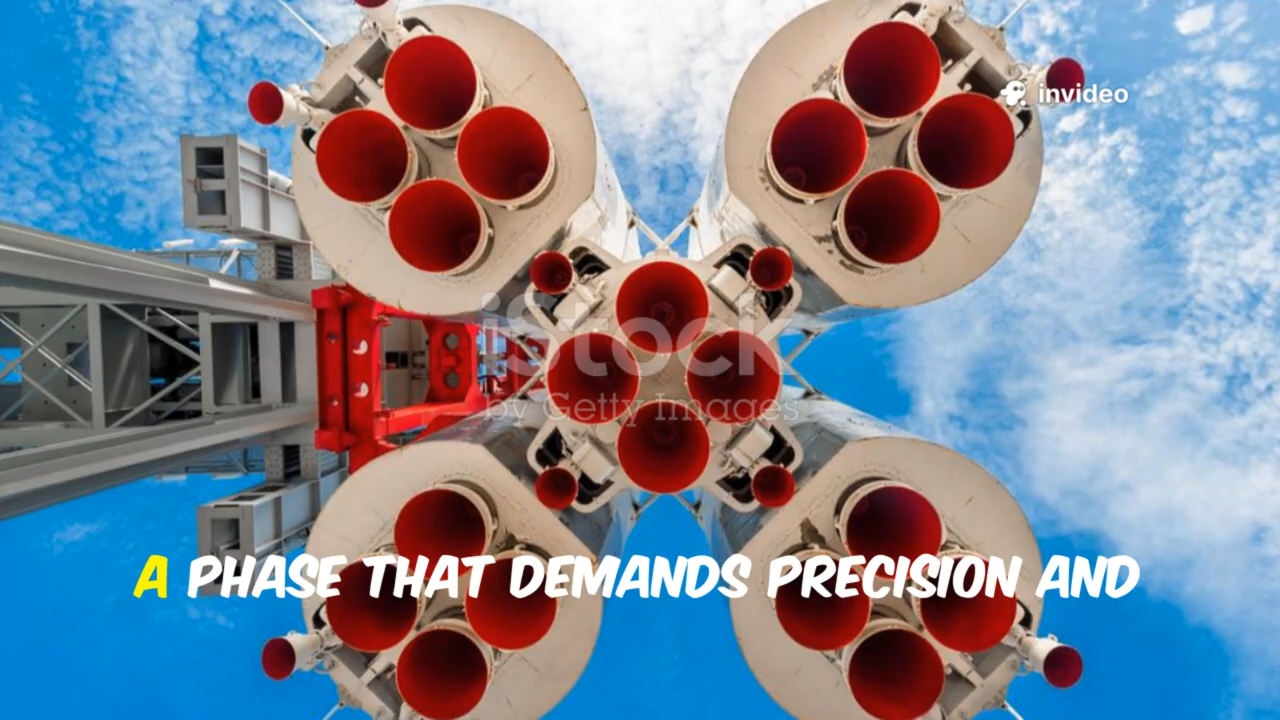 invideo
iStock
by Getty Images
A PHASE THAT DEMANDS PRECISION AND